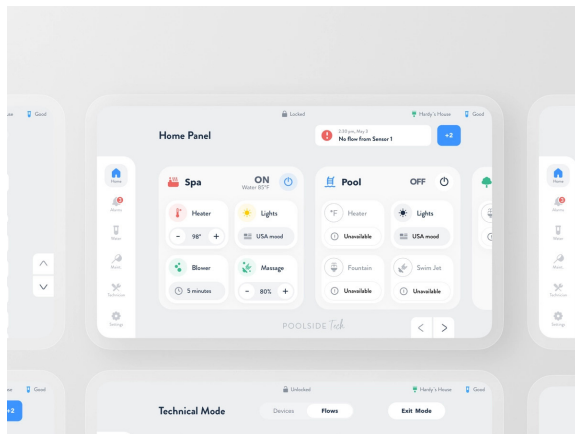 Good
Locked
Hardy's House
Good
Home Panel
2:30 pm, May 2
No flow from Sensor 1
+2
Home
Alerts
Water
Music
Technician
Settings
Spa
ON
Water 85°F
Heater
- 98° +
Lights
USA mood
Blower
5 minutes
Massage
- 80% +
Pool
OFF
°F Heater
Unavailable
Lights
USA mood
Fountain
Unavailable
Swim Jet
Unavailable
POOLSIDE Tech
Home
Alerts
Water
Music
Technician
Settings
Good
+2
Unlocked
Hardy's House
Good
Technical Mode
Devices
Flows
Exit Mode